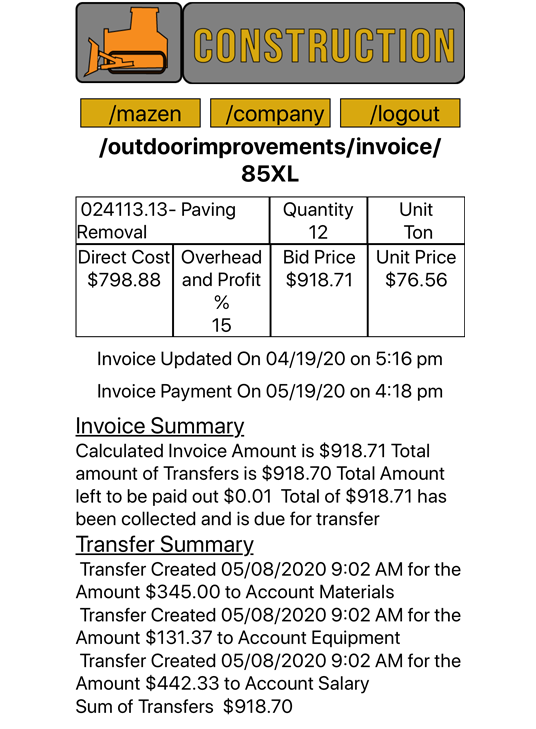 CONSTRUCTION
/mazen /company /logout
/outdoorimprovements/invoice/
85XL
024113.13- Paving
Removal
Quantity
12
Unit
Ton
Direct Cost
$798.88
Overhead
and Profit
%
15
Bid Price
$918.71
Unit Price
$76.56
Invoice Updated On 04/19/20 on 5:16 pm
Invoice Payment On 05/19/20 on 4:18 pm
Invoice Summary
Calculated Invoice Amount is $918.71 Total
amount of Transfers is $918.70 Total Amount
left to be paid out $0.01 Total of $918.71 has
been collected and is due for transfer
Transfer Summary
Transfer Created 05/08/2020 9:02 AM for the
Amount $345.00 to Account Materials
Transfer Created 05/08/2020 9:02 AM for the
Amount $131.37 to Account Equipment
Transfer Created 05/08/2020 9:02 AM for the
Amount $442.33 to Account Salary
Sum of Transfers $918.70